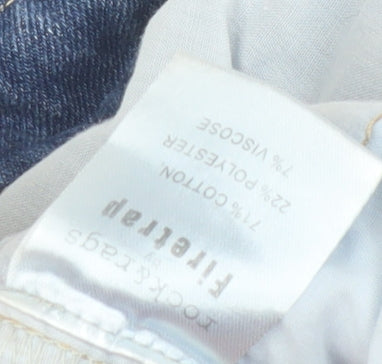 rock&rags
BY
Firetrap
71% COTTON,
22% POLYESTER
7% VISCOSE